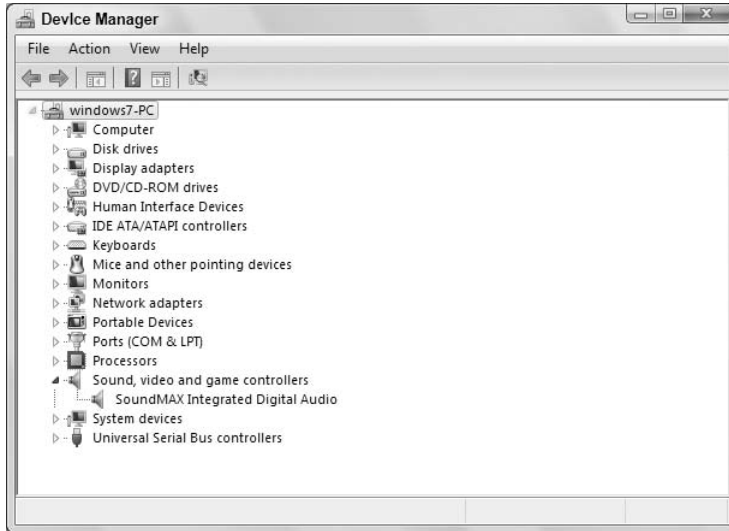 Device Manager
File Action View Help
windows7-PC
Computer
Disk drives
Display adapters
DVD/CD-ROM drives
Human Interface Devices
IDE ATA/ATAPI controllers
Keyboards
Mice and other pointing devices
Monitors
Network adapters
Portable Devices
Ports (COM & LPT)
Processors
Sound, video and game controllers
SoundMAX Integrated Digital Audio
System devices
Universal Serial Bus controllers